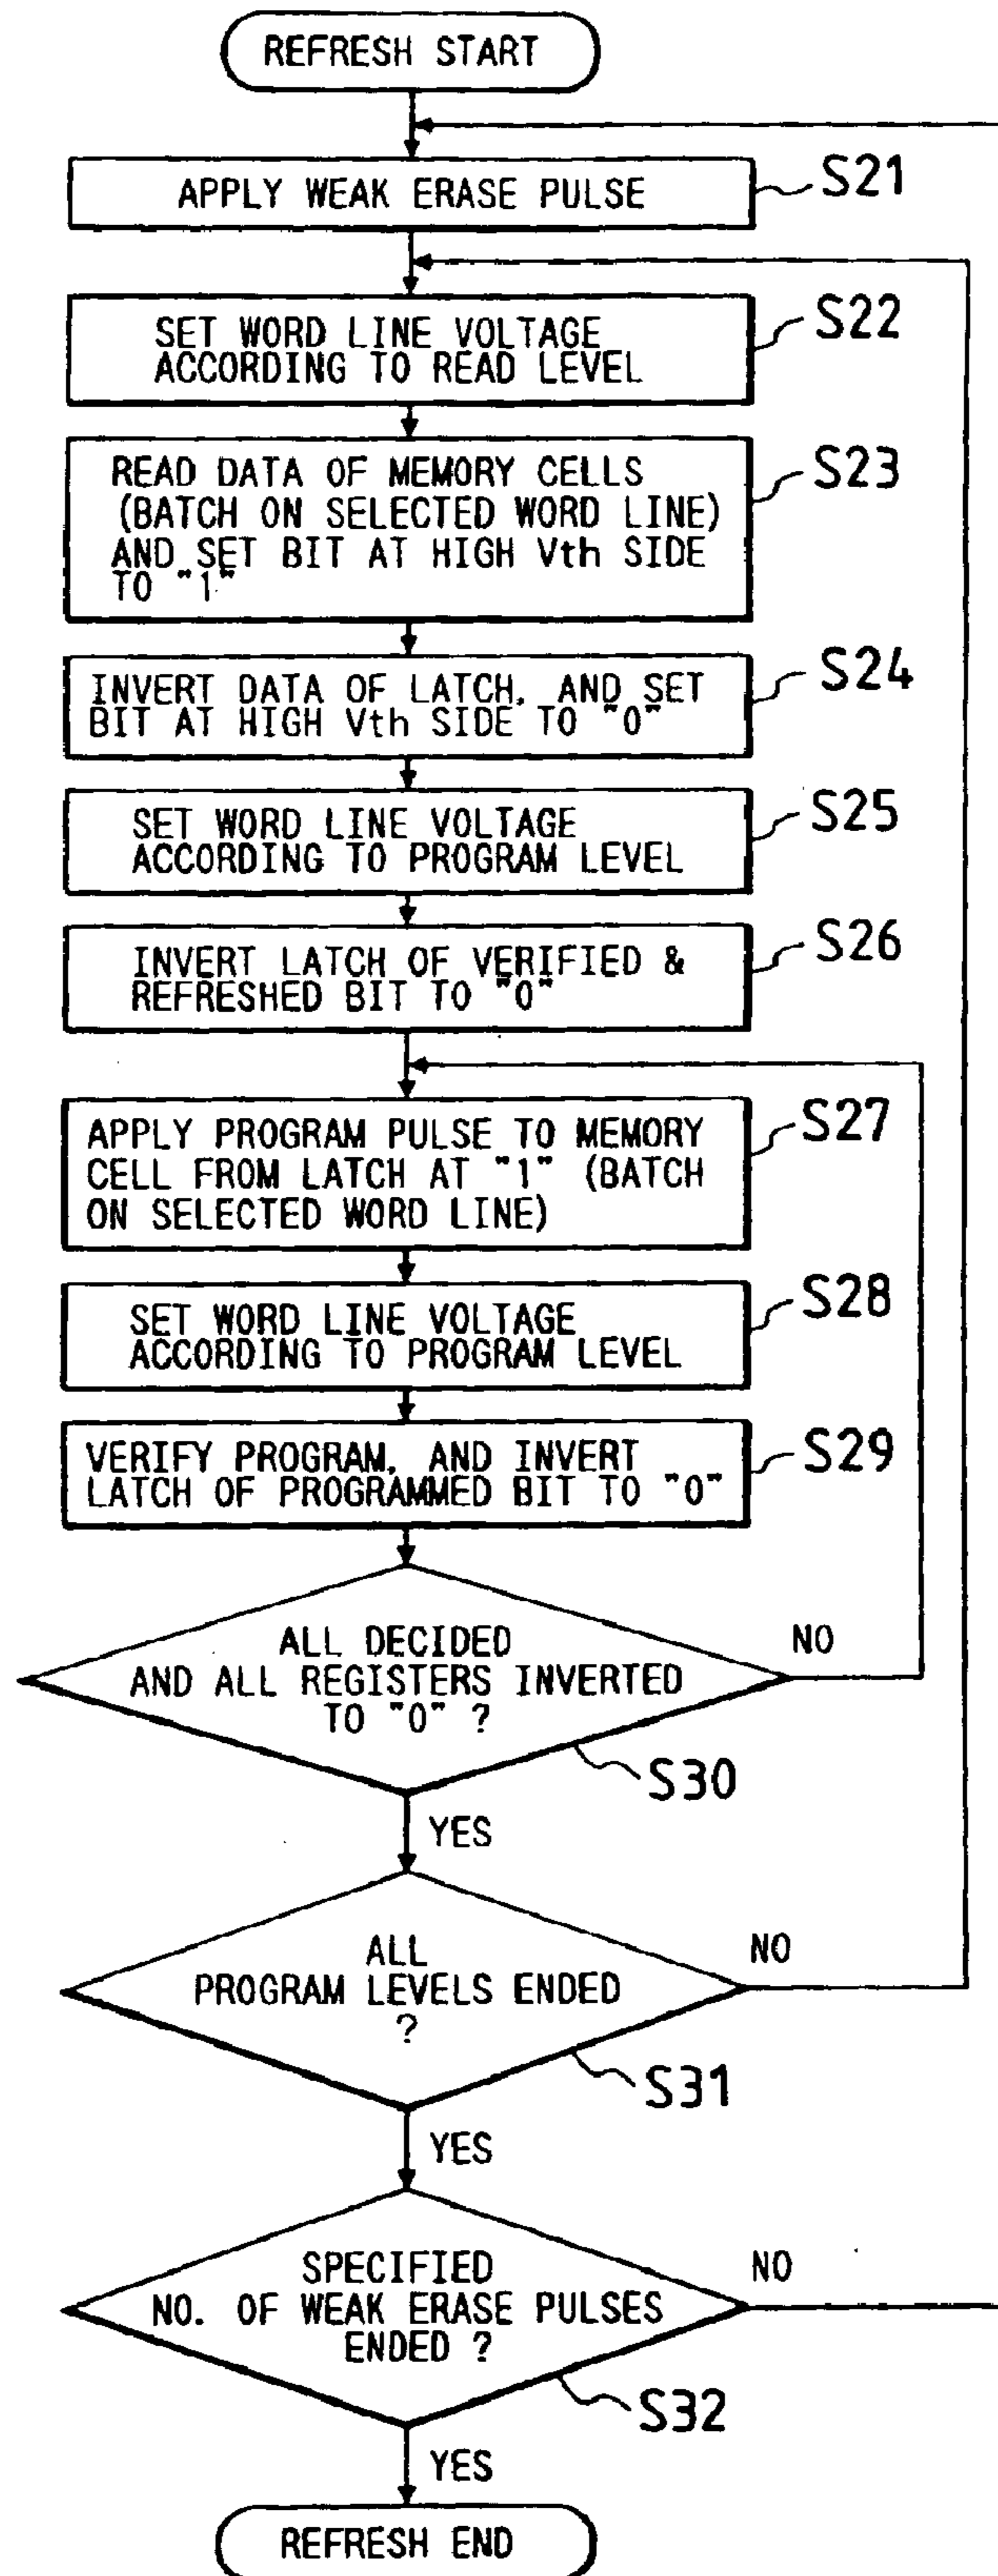 REFRESH START
APPLY WEAK ERASE PULSE
S21
SET WORD LINE VOLTAGE
ACCORDING TO READ LEVEL
S22
READ DATA OF MEMORY CELLS
(BATCH ON SELECTED WORD LINE)
AND SET BIT AT HIGH Vth SIDE
TO "1"
S23
INVERT DATA OF LATCH, AND SET
BIT AT HIGH Vth SIDE TO "0"
S24
SET WORD LINE VOLTAGE
ACCORDING TO PROGRAM LEVEL
S25
INVERT LATCH OF VERIFIED &
REFRESHED BIT TO "0"
S26
APPLY PROGRAM PULSE TO MEMORY
CELL FROM LATCH AT "1" (BATCH
ON SELECTED WORD LINE)
S27
SET WORD LINE VOLTAGE
ACCORDING TO PROGRAM LEVEL
S28
VERIFY PROGRAM, AND INVERT
LATCH OF PROGRAMMED BIT TO "0"
S29
ALL DECIDED
AND ALL REGISTERS INVERTED
TO "0" ?
NO
S30
YES
ALL
PROGRAM LEVELS ENDED
?
NO
S31
YES
SPECIFIED
NO. OF WEAK ERASE PULSES
ENDED ?
NO
S32
YES
REFRESH END